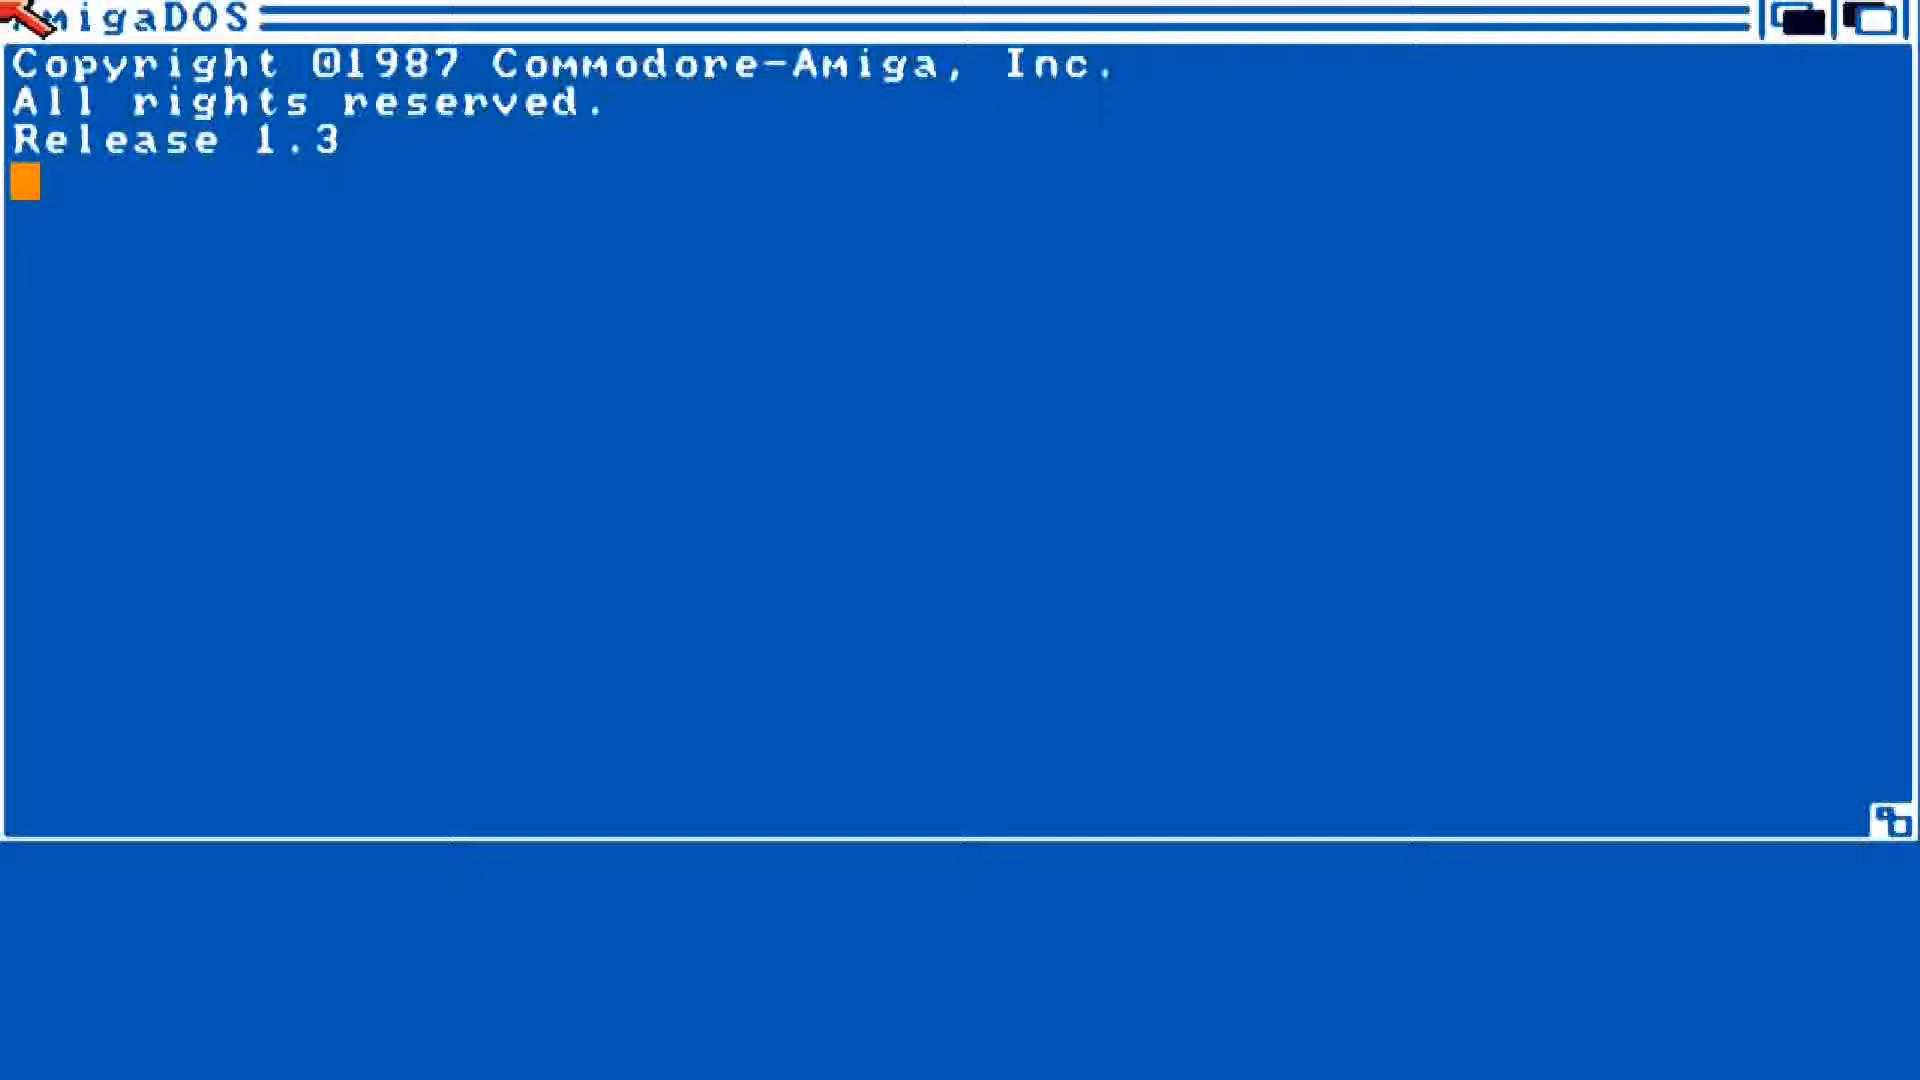 AmigaDOS
Copyright ©1987 Commodore-Amiga, Inc.
All rights reserved.
Release 1.3